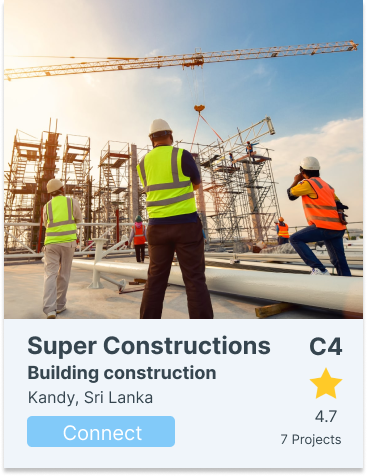 Super Constructions
C4
Building construction
Kandy, Sri Lanka
4.7
Connect
7 Projects